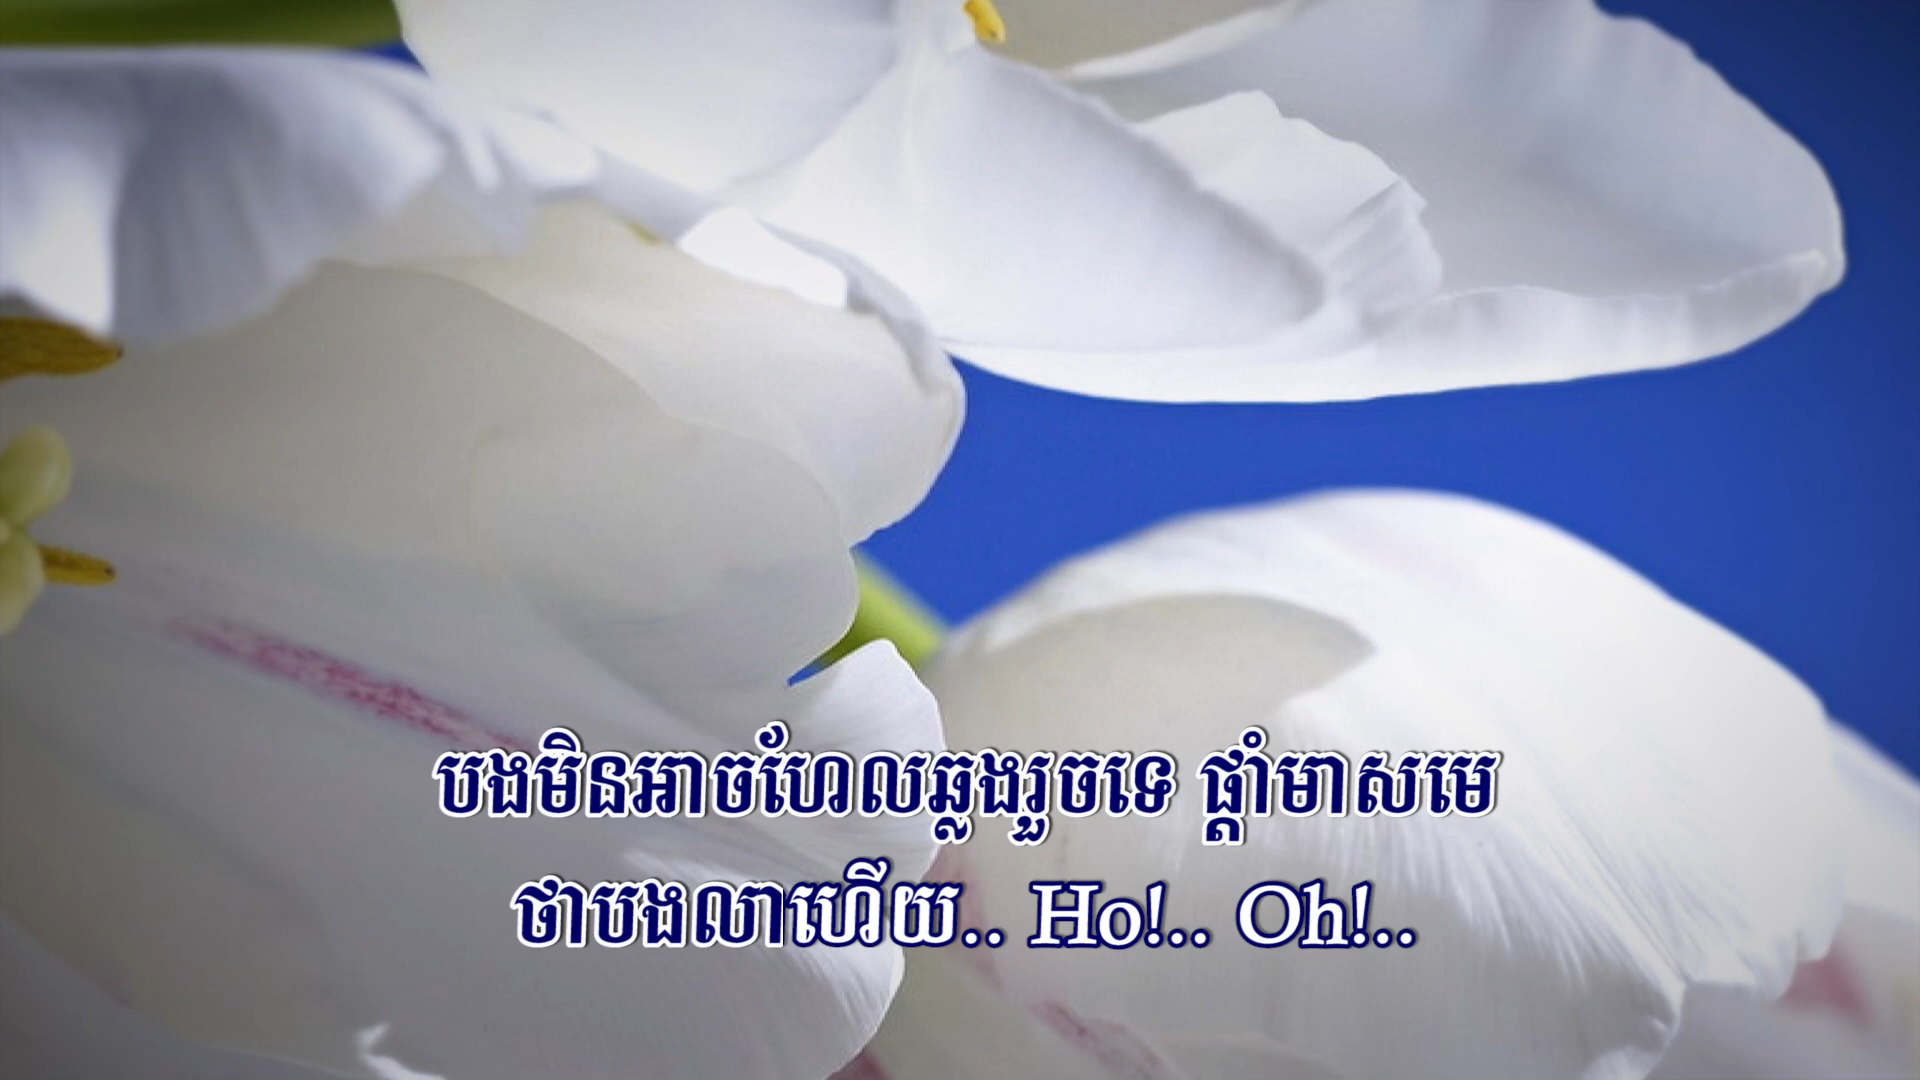 បងមិនអាចហែលឆ្លងរួចទេ ផ្ដាំមាសមេ
ថាបងលាហើយ.. Ho!.. Oh!..